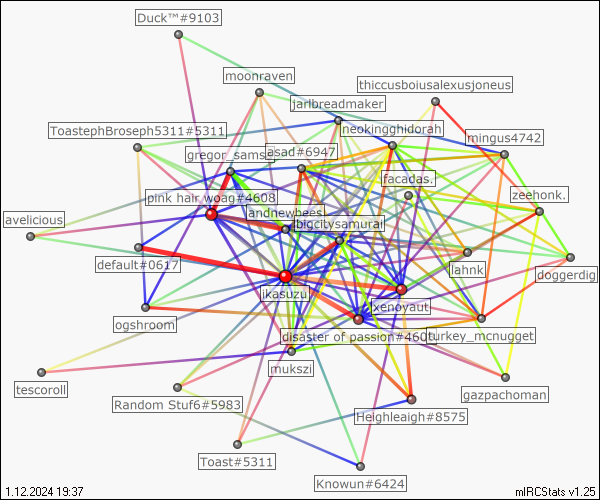 Duck™#9103
moonraven
thiccusboiusalexusjoneus
jarlbreadmaker
ToastephBroseph5311#5311
neokingghidorah
mingus4742
gregor_samsa
asad#6947
facadas.
pink hair woag#4608
zeehonk.
andnewbees
avelicious
bigcitysamurai
default#0617
lahnk
doggerdig
ikasuzu
xenoyaut
ogshroom
disaster of passion#460
turkey_mcnugget
mukszi
tescoroll
gazpachoman
Random Stuf6#5983
Heighleaigh#8575
Toast#5311
Knowun#6424
1.12.2024 19:37
mIRCStats v1.25